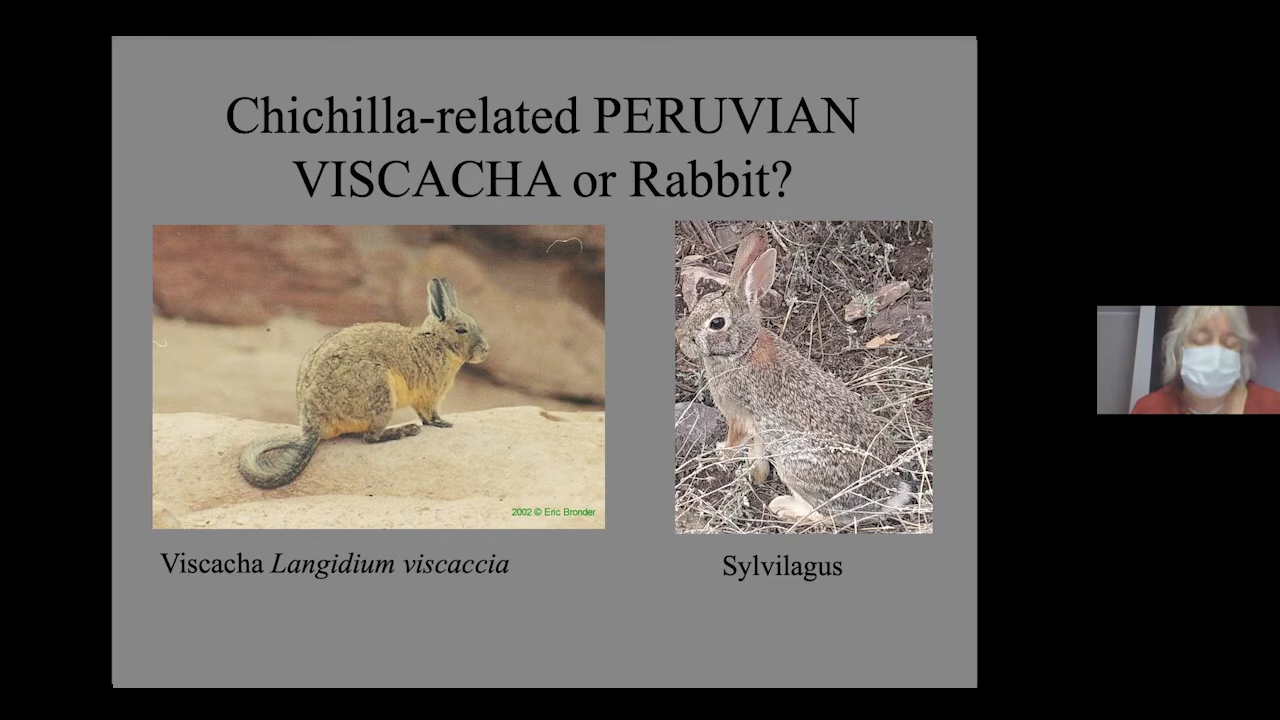 Chichilla-related PERUVIAN
VISCACHA or Rabbit?
2002 © Eric Bronder
Viscacha Langidium viscaccia
Sylvilagus